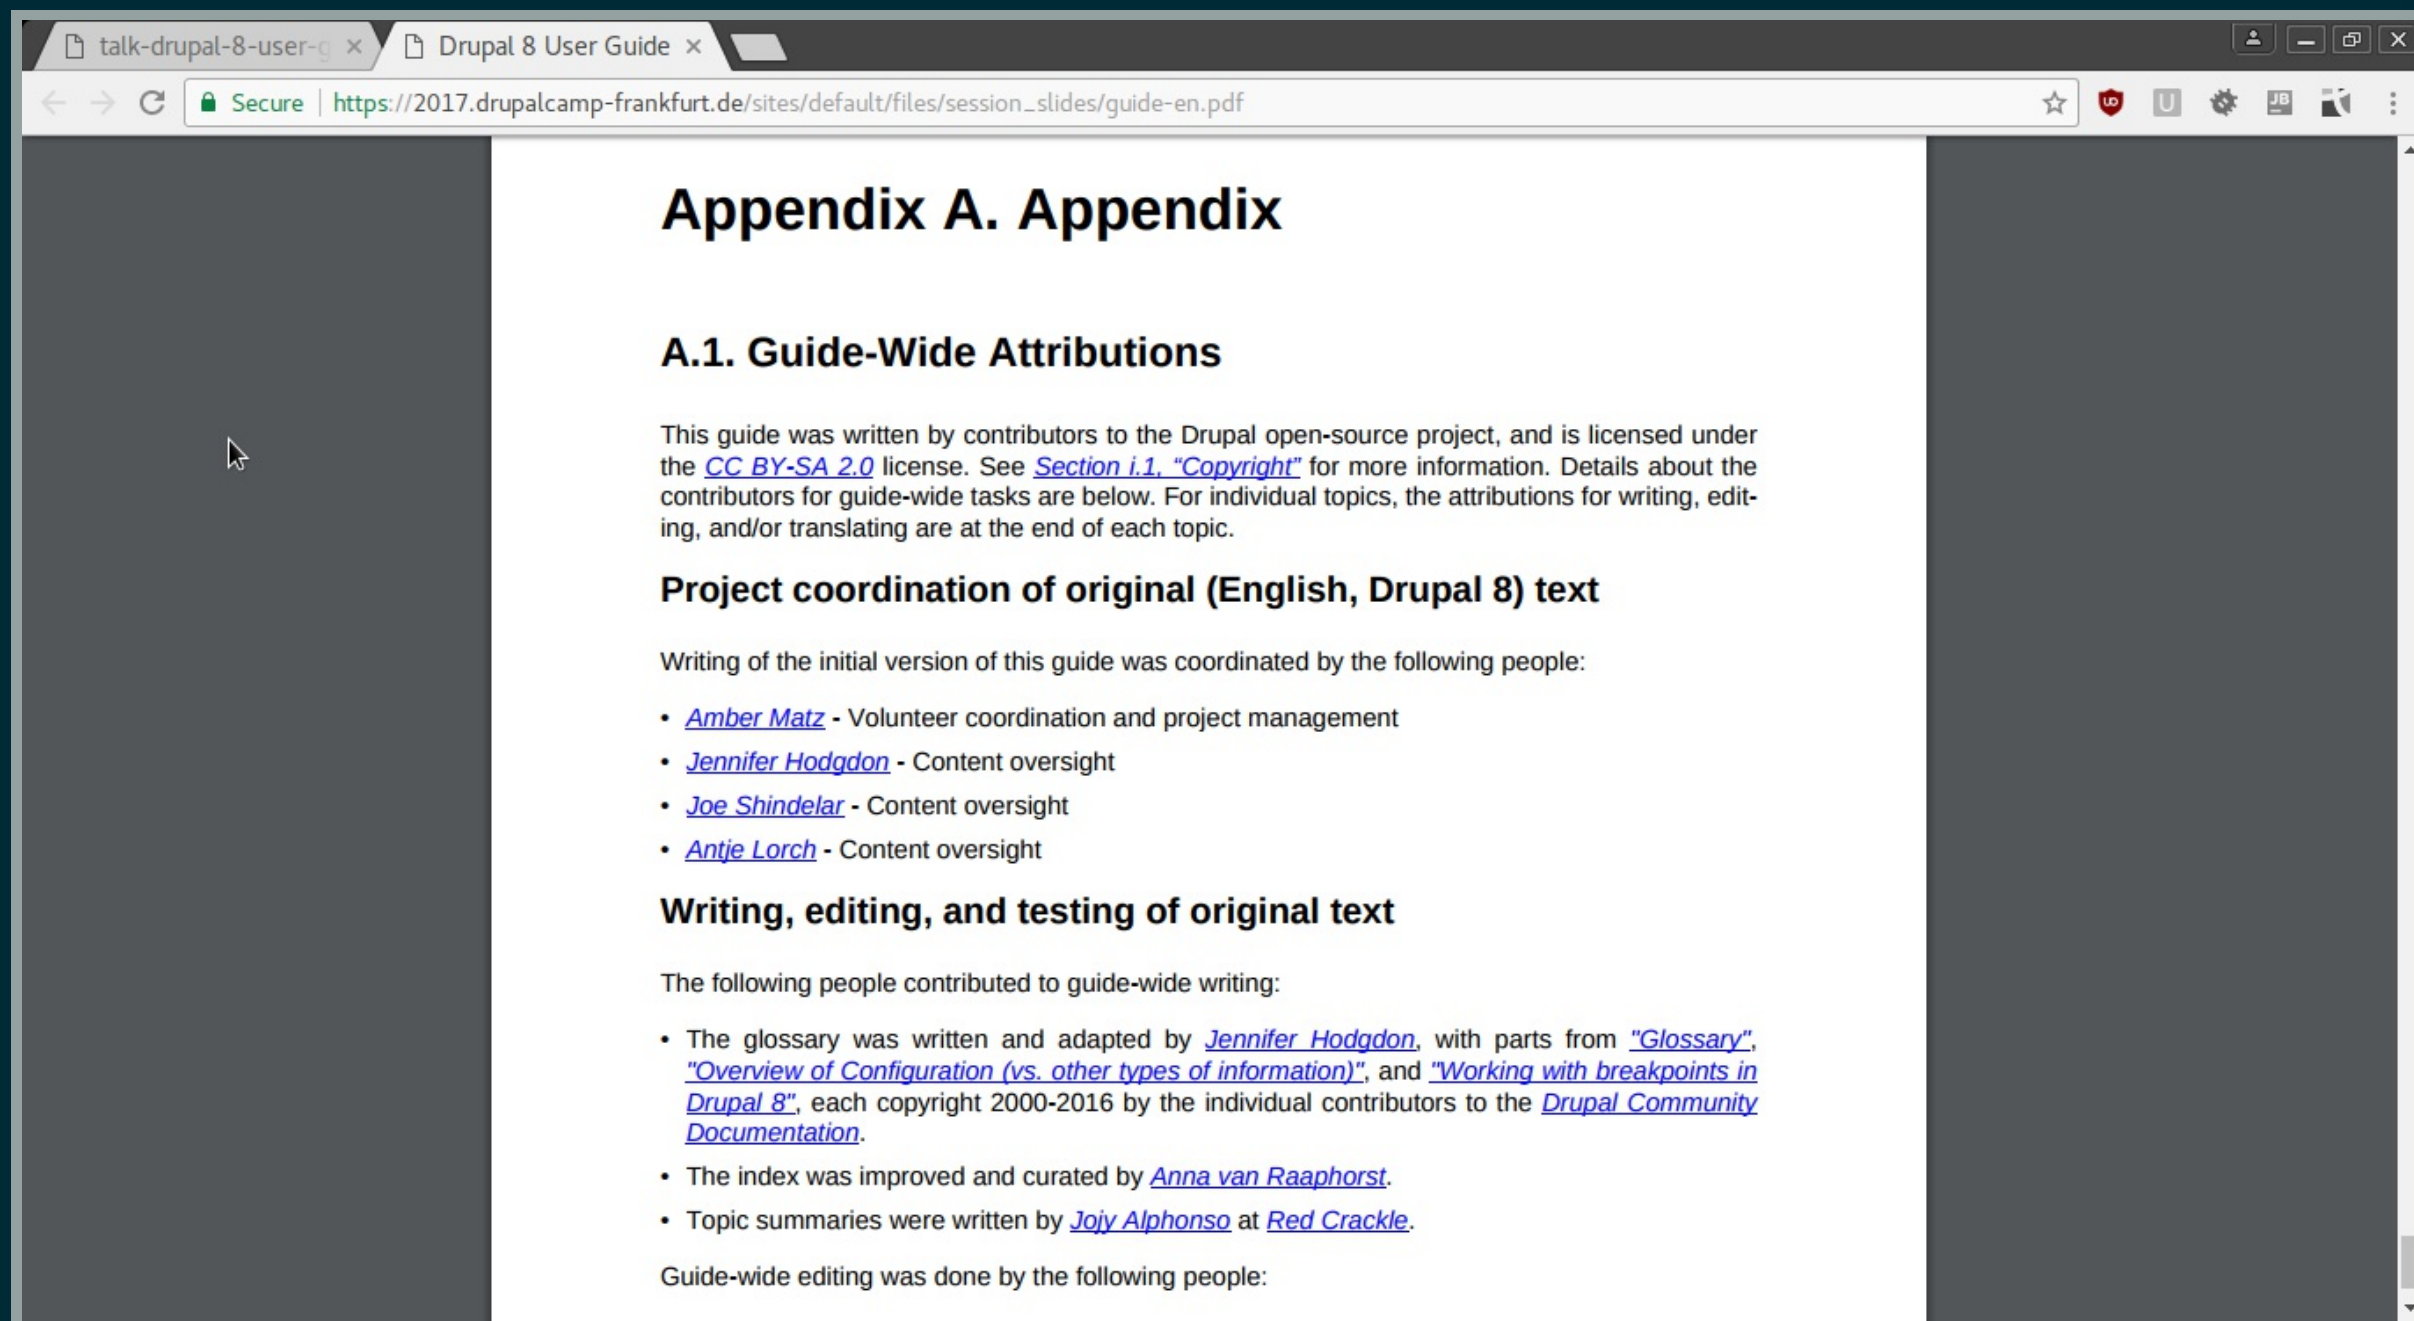 talk-drupal-8-user-g
Drupal 8 User Guide
Secure
https://2017.drupalcamp-frankfurt.de/sites/default/files/session_slides/guide-en.pdf
U
JB
Appendix A. Appendix
A.1. Guide-Wide Attributions
This guide was written by contributors to the Drupal open-source project, and is licensed under
the CC BY-SA 2.0 license. See Section i.1, “Copyright” for more information. Details about the
contributors for guide-wide tasks are below. For individual topics, the attributions for writing, edit-
ing, and/or translating are at the end of each topic.
Project coordination of original (English, Drupal 8) text
Writing of the initial version of this guide was coordinated by the following people:
• Amber Matz - Volunteer coordination and project management
• Jennifer Hodgdon - Content oversight
• Joe Shindelar - Content oversight
• Antje Lorch - Content oversight
Writing, editing, and testing of original text
The following people contributed to guide-wide writing:
• The glossary was written and adapted by Jennifer Hodgdon, with parts from "Glossary",
"Overview of Configuration (vs. other types of information)", and "Working with breakpoints in
Drupal 8", each copyright 2000-2016 by the individual contributors to the Drupal Community
Documentation.
• The index was improved and curated by Anna van Raaphorst.
• Topic summaries were written by Jojy Alphonso at Red Crackle.
Guide-wide editing was done by the following people: